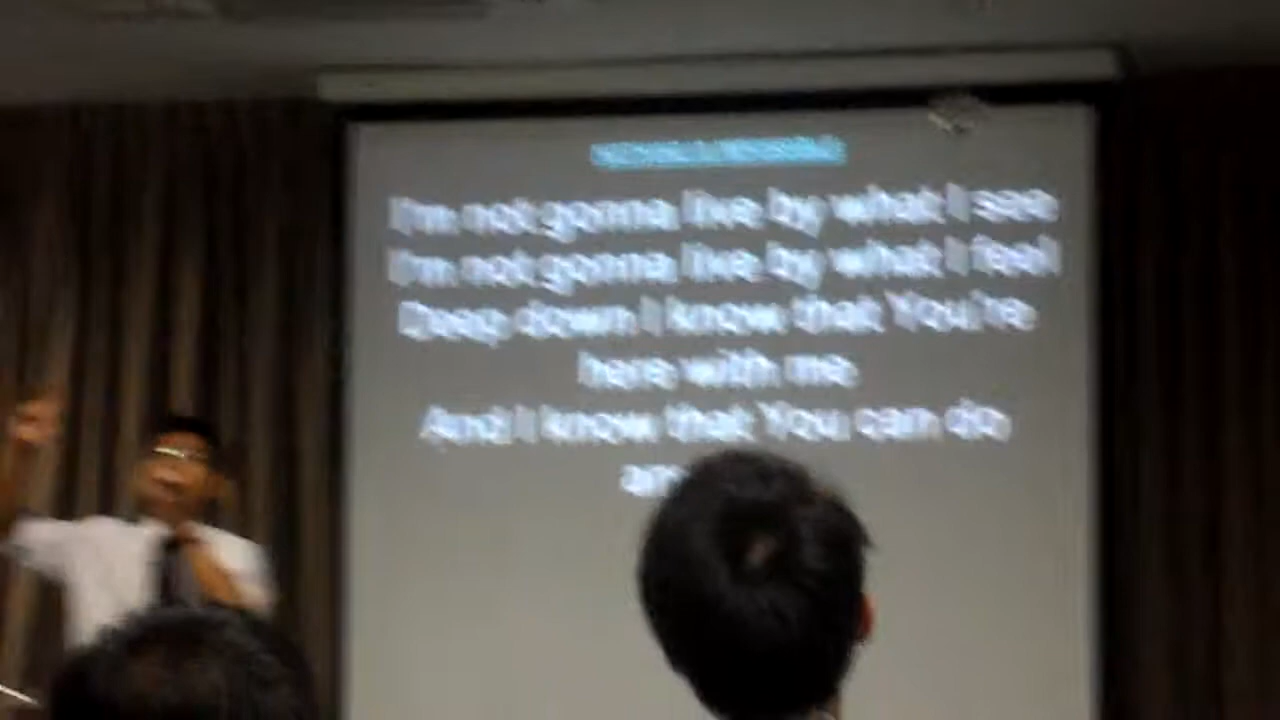 I'm not gonna live by what I see
I'm not gonna live by what I feel
Deep down I know that You're
here with me
And I know that You can do